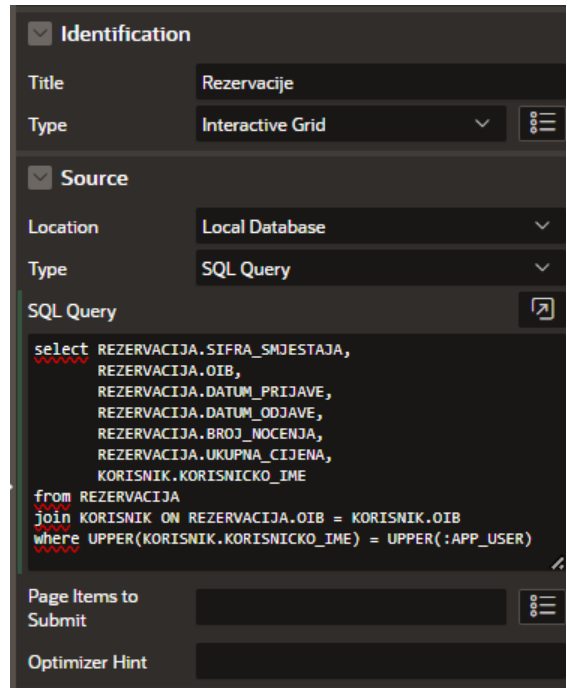 Identification
Title Rezervacije
Type Interactive Grid
Source
Location Local Database
Type SQL Query
SQL Query
select REZERVACIJA.SIFRA_SMJESTAJA,
REZERVACIJA.OIB,
REZERVACIJA.DATUM_PRIJAVE,
REZERVACIJA.DATUM_ODJAVE,
REZERVACIJA.BROJ_NOCENJA,
REZERVACIJA.UKUPNA_CIJENA,
KORISNIK.KORISNICKO_IME
from REZERVACIJA
join KORISNIK ON REZERVACIJA.OIB = KORISNIK.OIB
where UPPER(KORISNIK.KORISNICKO_IME) = UPPER(:APP_USER)
Page Items to
Submit
Optimizer Hint